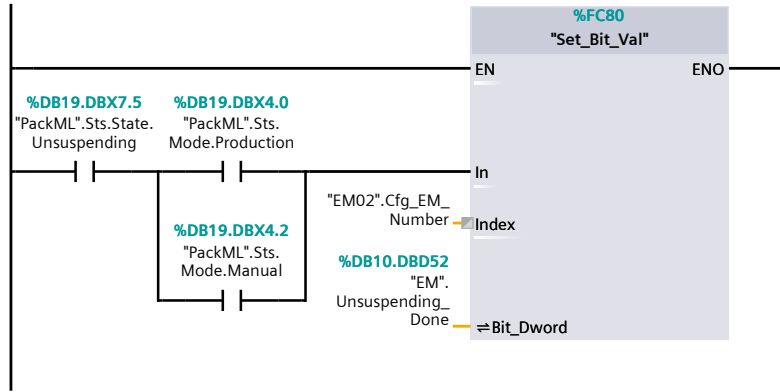 %FC80
"Set_Bit_Val"
EN
ENO
%DB19.DBX7.5
"PackML".Sts.State.
Unsuspending
%DB19.DBX4.0
"PackML".Sts.
Mode.Production
In
%DB19.DBX4.2
"PackML".Sts.
Mode.Manual
"EM02".Cfg_EM_
Number
Index
%DB10.DBD52
"EM".
Unsuspending_
Done
⇌Bit_Dword